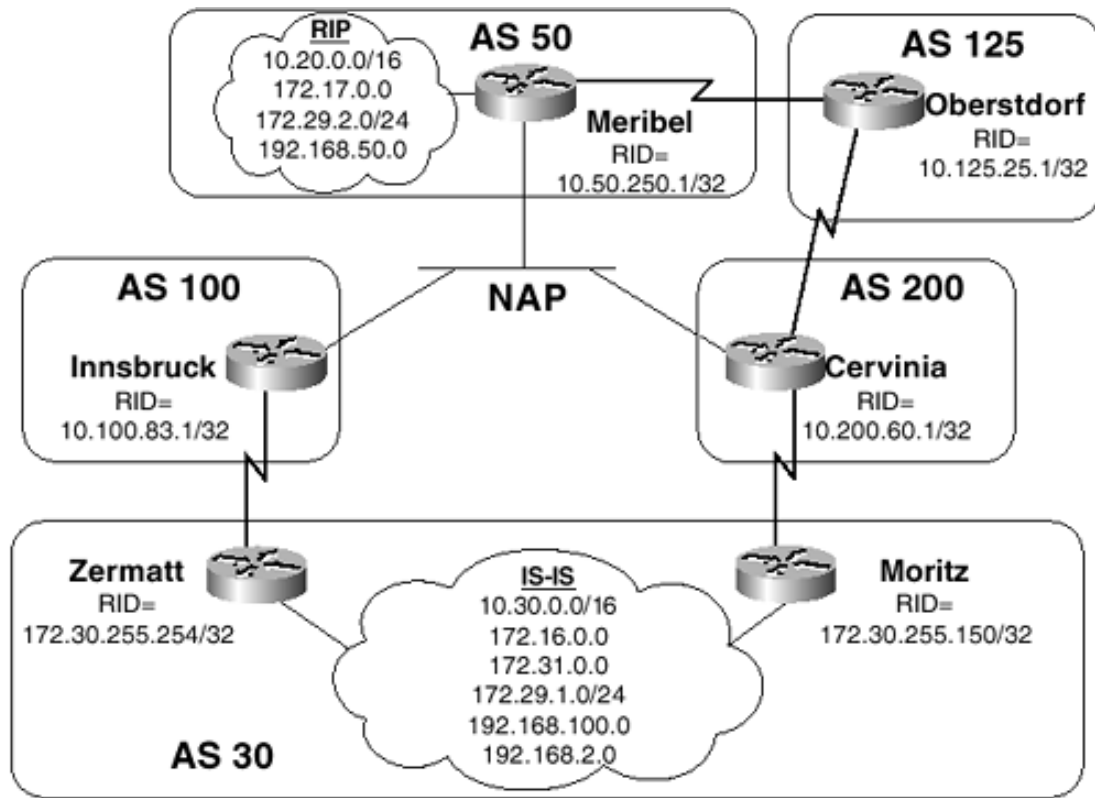 RIP
10.20.0.0/16
172.17.0.0
172.29.2.0/24
192.168.50.0
AS 50
Meribel
RID=
10.50.250.1/32
AS 125
Oberstdorf
RID=
10.125.25.1/32
AS 100
Innsbruck
RID=
10.100.83.1/32
NAP
AS 200
Cervinia
RID=
10.200.60.1/32
Zermatt
RID=
172.30.255.254/32
IS-IS
10.30.0.0/16
172.16.0.0
172.31.0.0
172.29.1.0/24
192.168.100.0
192.168.2.0
Moritz
RID=
172.30.255.150/32
AS 30